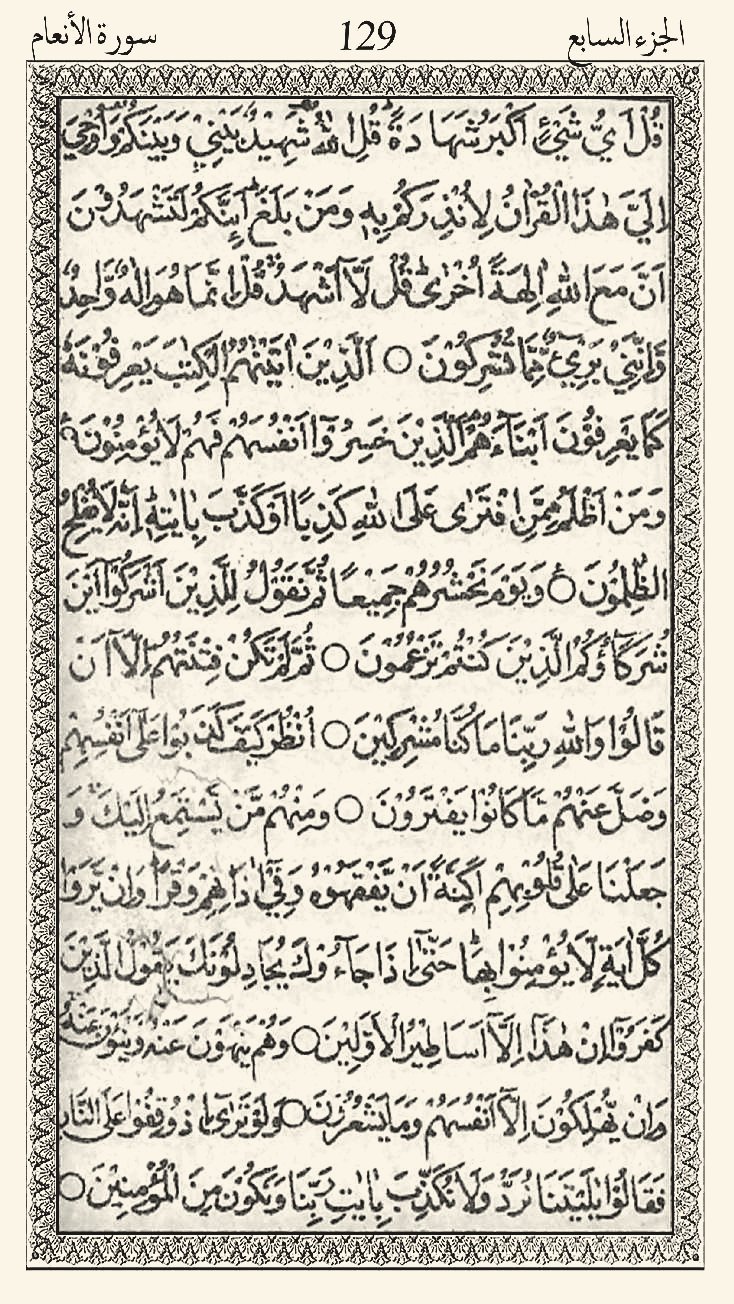 الجزء السابع 129 سورة الأنعام
قُلْ اَیُّ شَیْءٍ اَکْبَرُ شَهَادَةً ؕ قُلِ اللّٰهُ شَهِیْدٌۢ بَیْنِیْ وَ بَیْنَکُمْ وَ اُوْحِیَ
اِلَیَّ هٰذَا الْقُرْاٰنُ لِاُنْذِرَکُمْ بِهٖ وَ مَنْۢ بَلَغَ ؕ اَئِنَّکُمْ لَتَشْهَدُوْنَ
اَنَّ مَعَ اللّٰهِ اٰلِهَةً اُخْرٰی ؕ قُلْ لَّاۤ اَشْهَدُ ۚ قُلْ اِنَّمَا هُوَ اِلٰهٌ وَّاحِدٌ
وَّ اِنَّنِیْ بَرِیْٓءٌ مِّمَّا تُشْرِکُوْنَ ○ اَلَّذِیْنَ اٰتَیْنٰهُمُ الْکِتٰبَ یَعْرِفُوْنَهٗ
کَمَا یَعْرِفُوْنَ اَبْنَآءَهُمْ ۘ اَلَّذِیْنَ خَسِرُوْۤا اَنْفُسَهُمْ فَهُمْ لَا یُؤْمِنُوْنَ
وَ مَنْ اَظْلَمُ مِمَّنِ افْتَرٰی عَلَی اللّٰهِ کَذِبًا اَوْ کَذَّبَ بِاٰیٰتِهٖ ؕ اِنَّهٗ لَا یُفْلِحُ
الظّٰلِمُوْنَ ○ وَ یَوْمَ نَحْشُرُهُمْ جَمِیْعًا ثُمَّ نَقُوْلُ لِلَّذِیْنَ اَشْرَکُوْۤا اَیْنَ
شُرَکَآؤُکُمُ الَّذِیْنَ کُنْتُمْ تَزْعُمُوْنَ ○ ثُمَّ لَمْ تَکُنْ فِتْنَتُهُمْ اِلَّاۤ اَنْ
قَالُوْا وَ اللّٰهِ رَبِّنَا مَا کُنَّا مُشْرِکِیْنَ ○ اُنْظُرْ کَیْفَ کَذَبُوْا عَلٰۤی اَنْفُسِهِمْ
وَ ضَلَّ عَنْهُمْ مَّا کَانُوْا یَفْتَرُوْنَ ○ وَ مِنْهُمْ مَّنْ یَّسْتَمِعُ اِلَیْكَ ۚ وَ
جَعَلْنَا عَلٰی قُلُوْبِهِمْ اَکِنَّةً اَنْ یَّفْقَهُوْهُ وَ فِیْۤ اٰذَانِهِمْ وَقْرًا ؕ وَ اِنْ یَّرَوْا
کُلَّ اٰیَةٍ لَّا یُؤْمِنُوْا بِهَا ؕ حَتّٰۤی اِذَا جَآءُوْكَ یُجَادِلُوْنَكَ یَقُوْلُ الَّذِیْنَ
کَفَرُوْۤا اِنْ هٰذَاۤ اِلَّاۤ اَسَاطِیْرُ الْاَوَّلِیْنَ ○ وَ هُمْ یَنْهَوْنَ عَنْهُ وَ یَنْـَٔوْنَ عَنْهُ
وَ اِنْ یُّهْلِکُوْنَ اِلَّاۤ اَنْفُسَهُمْ وَ مَا یَشْعُرُوْنَ ○ وَ لَوْ تَرٰۤی اِذْ وُقِفُوْا عَلَی النَّارِ
فَقَالُوْا یٰلَیْتَنَا نُرَدُّ وَ لَا نُکَذِّبَ بِاٰیٰتِ رَبِّنَا وَ نَکُوْنَ مِنَ الْمُؤْمِنِیْنَ ○